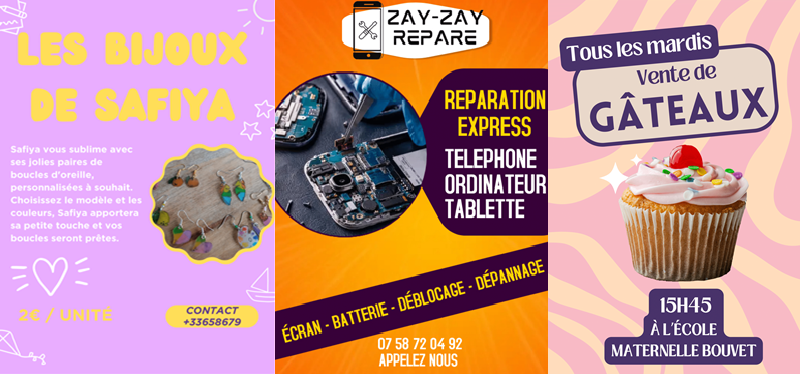 LES BIJOUX
DE SAFIYA
Safiya vous sublime avec
ses jolies paires de
boucles d'oreille,
personnalisées à souhait.
Choisissez le modèle et les
couleurs, Safiya apportera
sa petite touche et vos
boucles seront prêtes.
2€ / UNITÉ
CONTACT
+33658679
ZAY-ZAY
REPARE
REPARATION
EXPRESS
TELEPHONE
ORDINATEUR
TABLETTE
ÉCRAN - BATTERIE - DÉBLOCAGE - DÉPANNAGE
07 58 72 04 92
APPELEZ NOUS
Tous les mardis
Vente de
GÂTEAUX
15H45
À L'ÉCOLE
MATERNELLE BOUVET